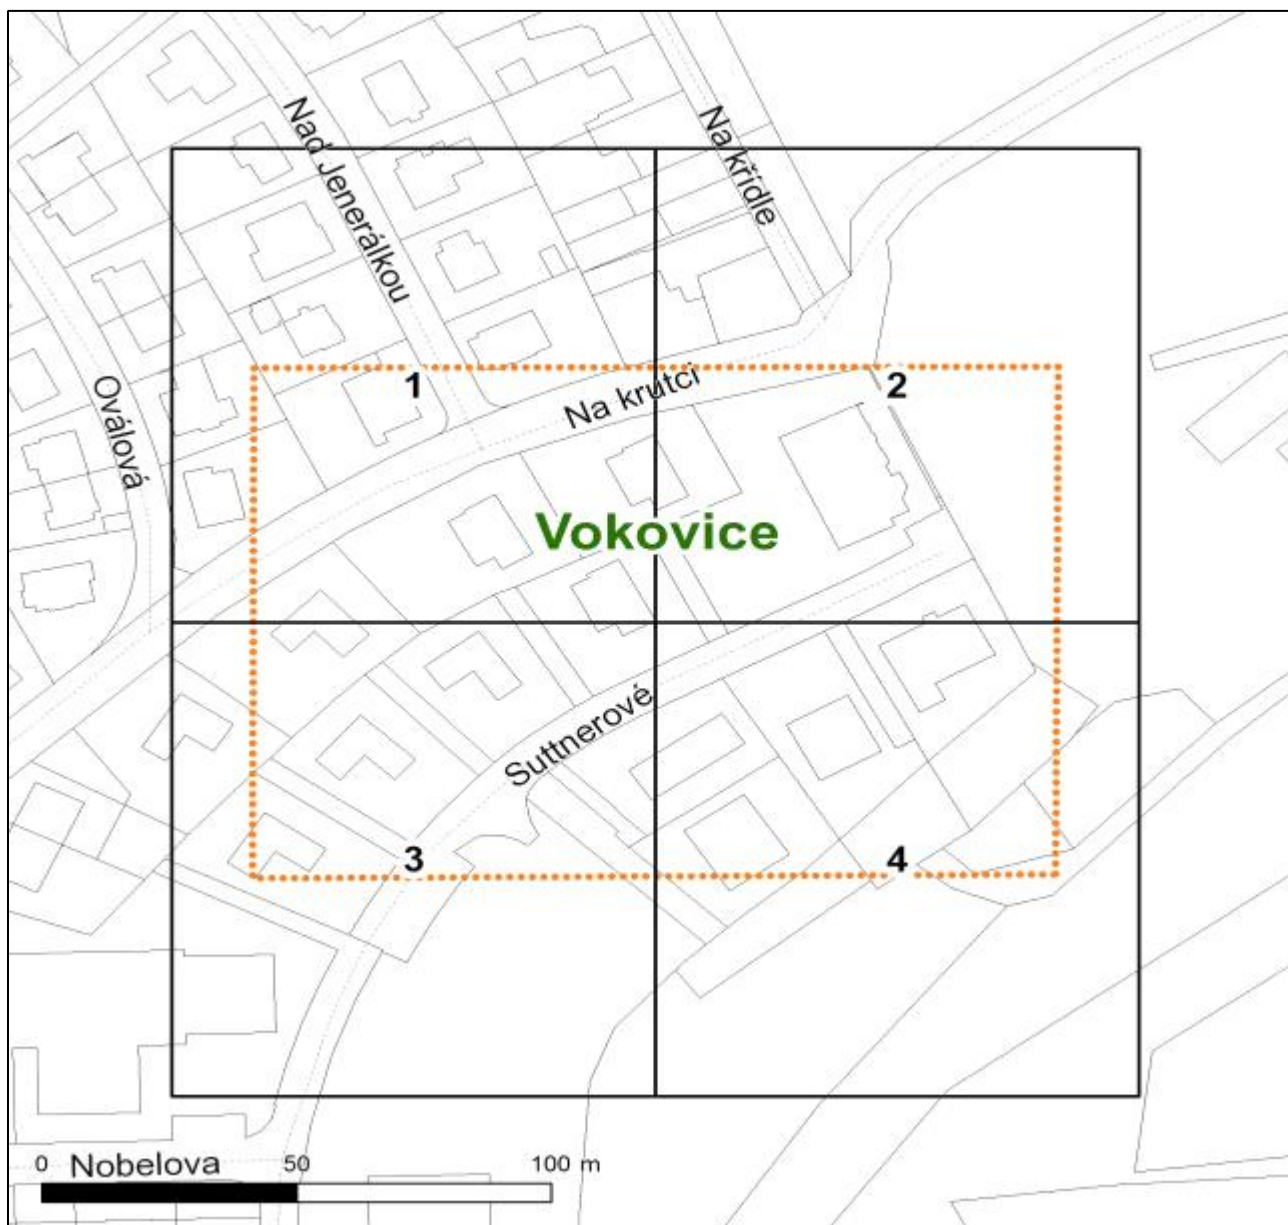 Nad Jenerálkou
Na křídle
Oválová
1
Na krutci
2
Vokovice
Suttnerové
3
4
0
50
100 m
Nobelova